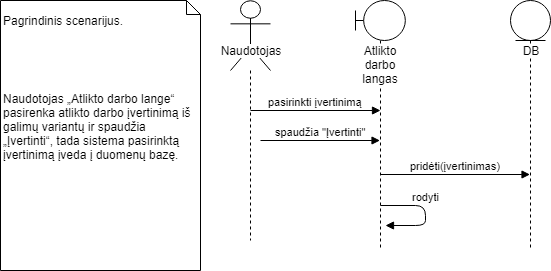 Pagrindinis scenarijus.
Naudotojas „Atlikto darbo lange“
pasirenka atlikto darbo įvertinimą iš
galimų variantų ir spaudžia
„Įvertinti“, tada sistema pasirinktą
įvertinimą įveda į duomenų bazę.
Naudotojas
Atlikto
darbo
langas
DB
pasirinkti įvertinimą
spaudžia "Įvertinti"
pridėti(įvertinimas)
rodyti